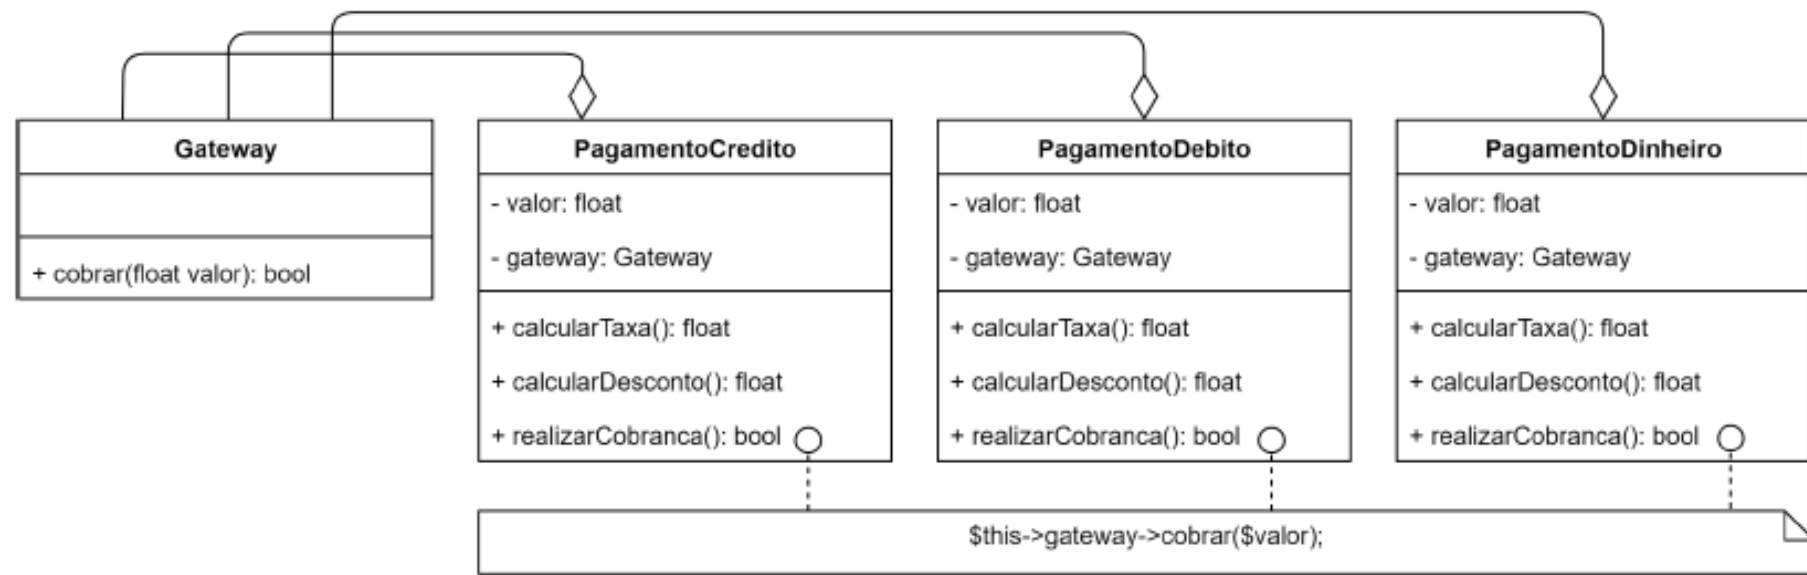 Gateway
+ cobrar(float valor): bool
PagamentoCredito
- valor: float
- gateway: Gateway
+ calcularTaxa(): float
+ calcularDesconto(): float
+ realizarCobranca(): bool
PagamentoDebito
- valor: float
- gateway: Gateway
+ calcularTaxa(): float
+ calcularDesconto(): float
+ realizarCobranca(): bool
PagamentoDinheiro
- valor: float
- gateway: Gateway
+ calcularTaxa(): float
+ calcularDesconto(): float
+ realizarCobranca(): bool
$this->gateway->cobrar($valor);